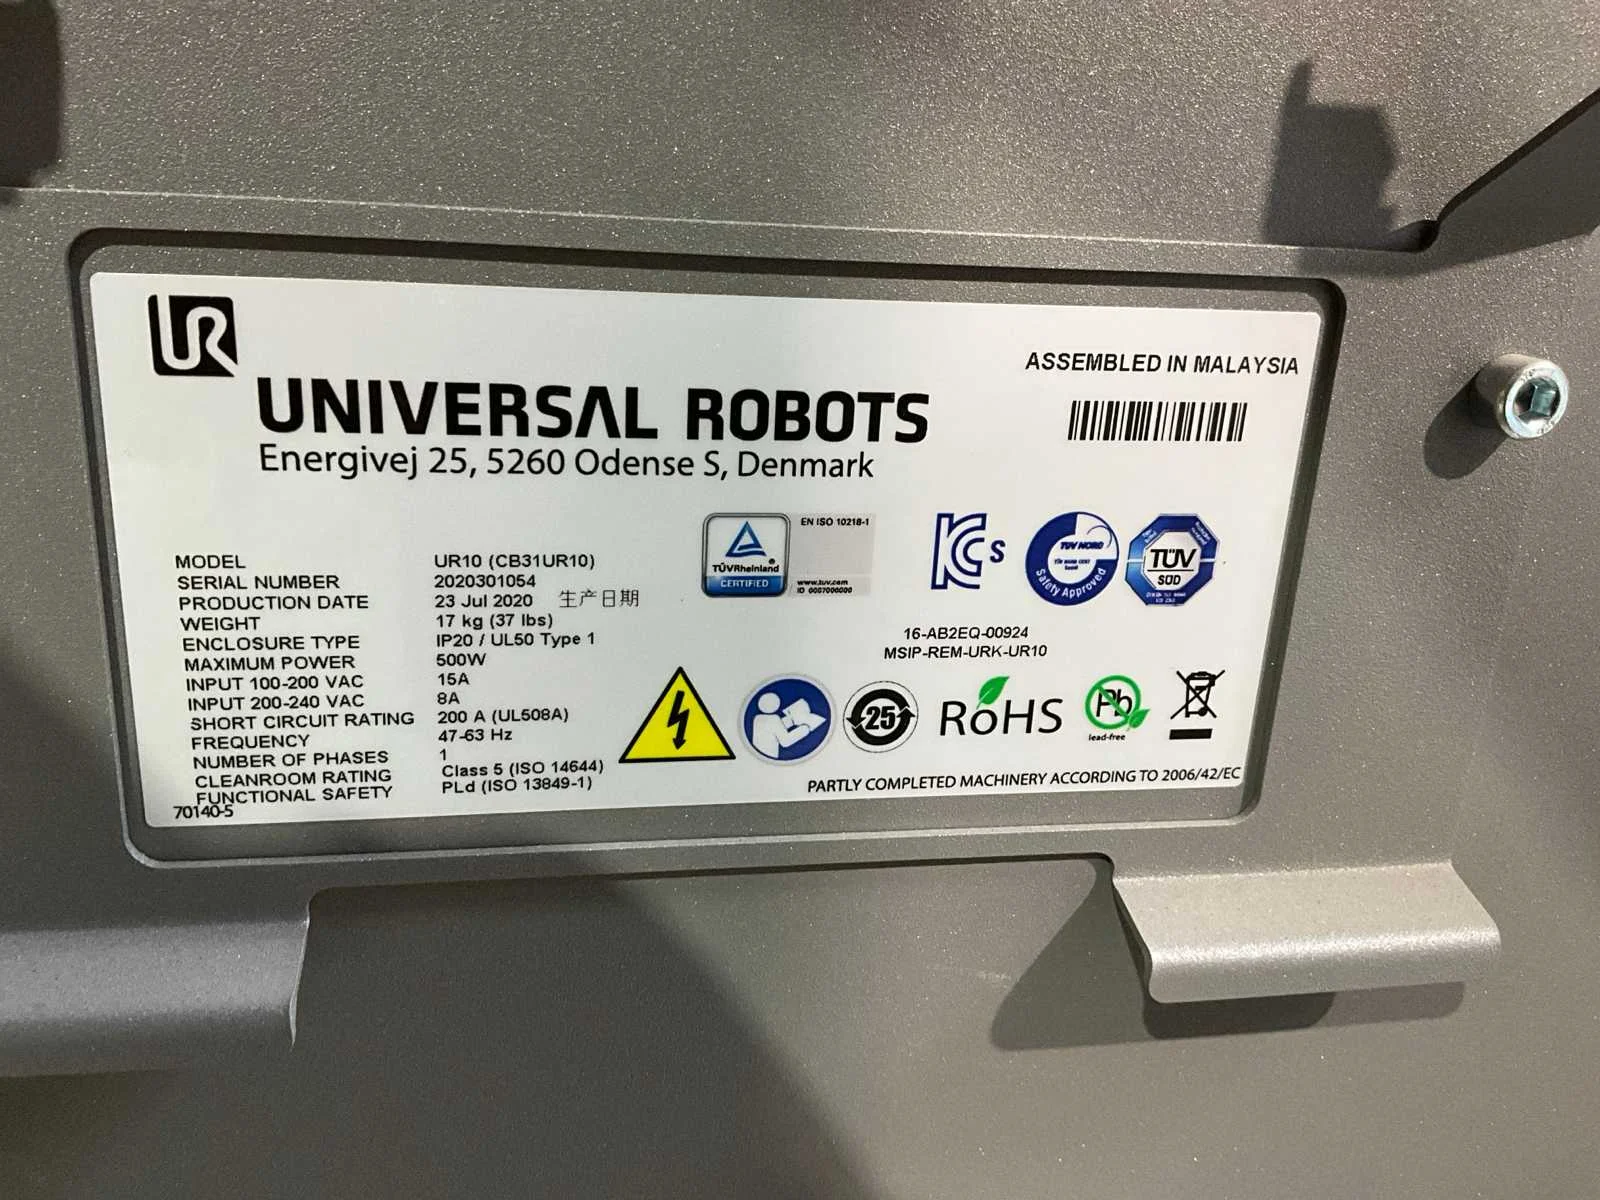 UR
UNIVERSAL ROBOTS
Energivej 25, 5260 Odense S, Denmark
ASSEMBLED IN MALAYSIA
MODEL UR10 (CB31UR10)
SERIAL NUMBER 2020301054
PRODUCTION DATE 23 Jul 2020 生产日期
WEIGHT 17 kg (37 lbs)
ENCLOSURE TYPE IP20 / UL50 Type 1
MAXIMUM POWER 500W
INPUT 100-200 VAC 15A
INPUT 200-240 VAC 8A
SHORT CIRCUIT RATING 200 A (UL508A)
FREQUENCY 47-63 Hz
NUMBER OF PHASES 1
CLEANROOM RATING Class 5 (ISO 14644)
FUNCTIONAL SAFETY PLd (ISO 13849-1)
70140-5
TÜVRheinland
CERTIFIED
EN ISO 10218-1
www.tuv.com
ID 0007000000
KC S
TÜV NORD
Safety Approved
TÜV
SÜD
16-AB2EQ-00924
MSIP-REM-URK-UR10
25
RoHS
Pb
lead-free
PARTLY COMPLETED MACHINERY ACCORDING TO 2006/42/EC